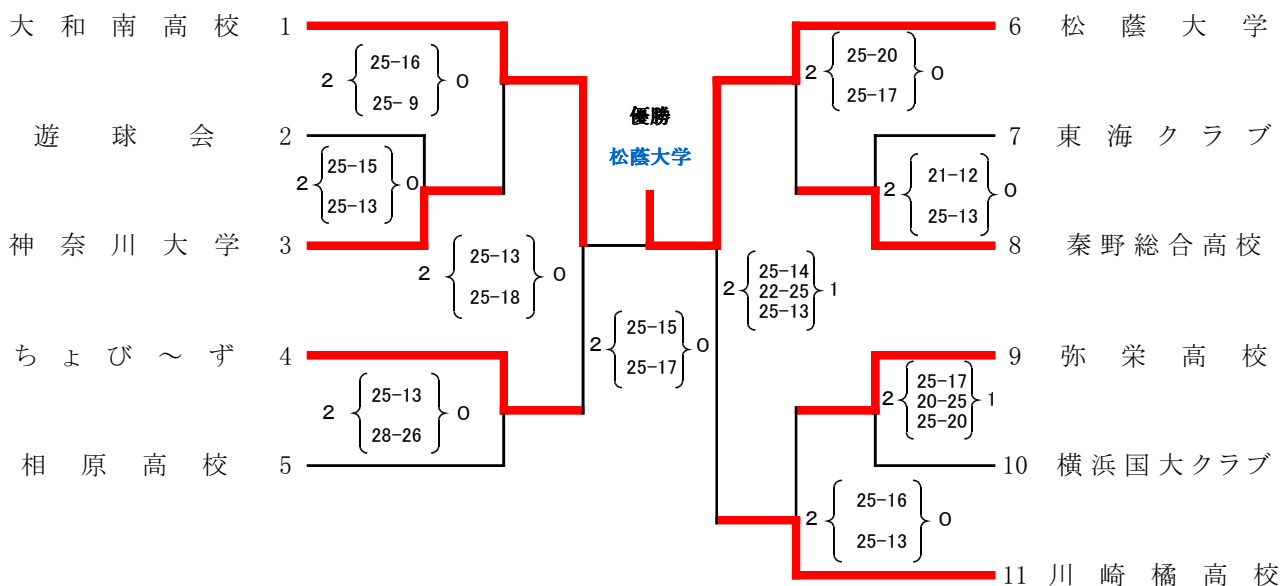 大和南高校 1
2 25-16 0
25- 9
遊球会 2
2 25-15 0
25-13
神奈川大学 3
2 25-13 0
25-18
ちょび～ず 4
2 25-13 0
28-26
相原高校 5
優勝
松蔭大学
2 25-15 0
25-17
6 松蔭大学
2 25-20 0
25-17
7 東海クラブ
2 21-12 0
25-13
8 秦野総合高校
2 25-14 1
22-25
25-13
9 弥栄高校
2 25-17 1
20-25
25-20
10 横浜国大クラブ
2 25-16 0
25-13
11 川崎橘高校